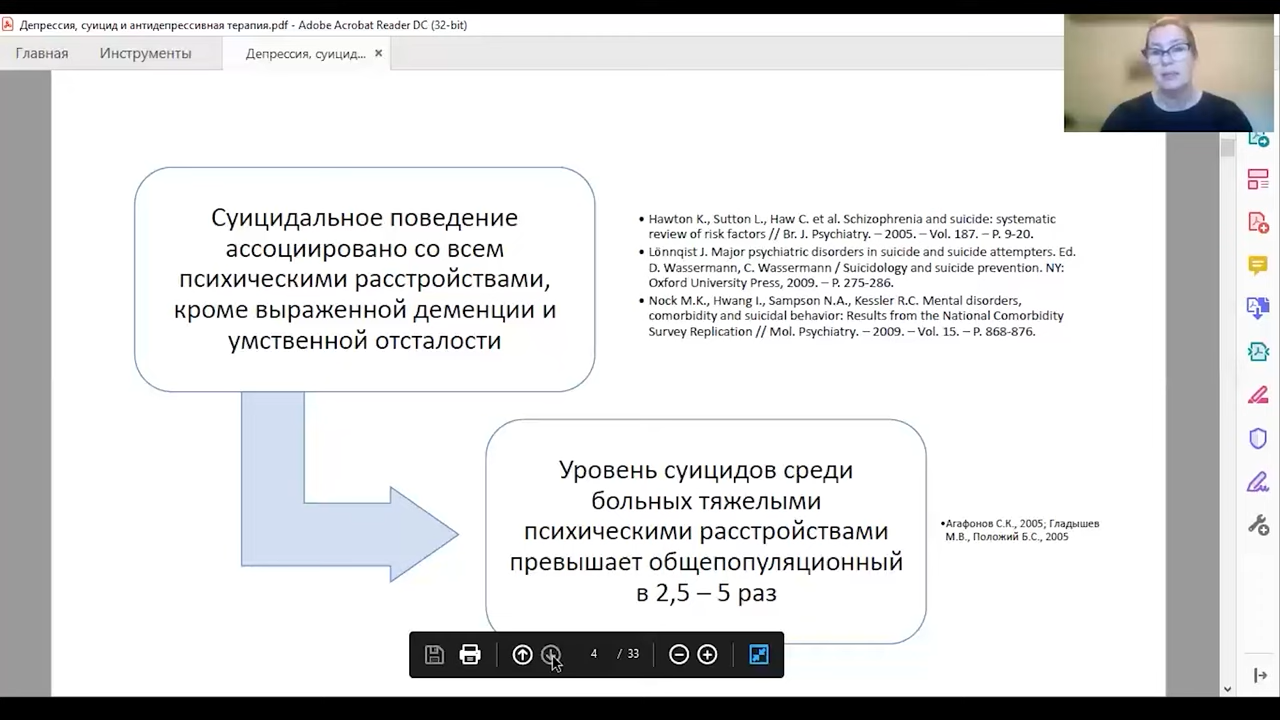 Депрессия, суицид и антидепрессивная терапия.pdf - Adobe Acrobat Reader DC (32-bit)
Главная
Инструменты
Депрессия, суицид...
Суицидальное поведение
ассоциировано со всем
психическими расстройствами,
кроме выраженной деменции и
умственной отсталости
• Hawton K., Sutton L., Haw C. et al. Schizophrenia and suicide: systematic
review of risk factors // Br. J. Psychiatry. – 2005. – Vol. 187. – P. 9-20.
• Lönnqist J. Major psychiatric disorders in suicide and suicide attempters. Ed.
D. Wassermann, C. Wassermann / Suicidology and suicide prevention. NY:
Oxford University Press, 2009. – P. 275-286.
• Nock M.K., Hwang I., Sampson N.A., Kessler R.C. Mental disorders,
comorbidity and suicidal behavior: Results from the National Comorbidity
Survey Replication // Mol. Psychiatry. – 2009. – Vol. 15. – P. 868-876.
Уровень суицидов среди
больных тяжелыми
психическими расстройствами
превышает общепопуляционный
в 2,5 – 5 раз
•Агафонов С.К., 2005; Гладышев
М.В., Положий Б.С., 2005
4 / 33